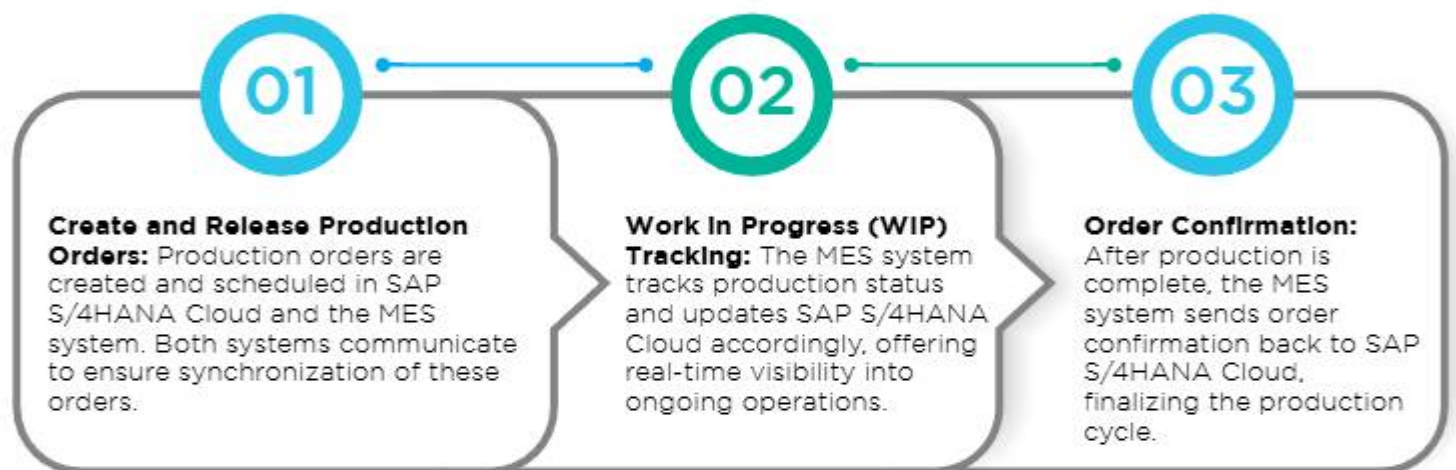 01
Create and Release Production
Orders: Production orders are
created and scheduled in SAP
S/4HANA Cloud and the MES
system. Both systems communicate
to ensure synchronization of these
orders.
02
Work in Progress (WIP)
Tracking: The MES system
tracks production status
and updates SAP S/4HANA
Cloud accordingly, offering
real-time visibility into
ongoing operations.
03
Order Confirmation:
After production is
complete, the MES
system sends order
confirmation back to SAP
S/4HANA Cloud,
finalizing the production
cycle.